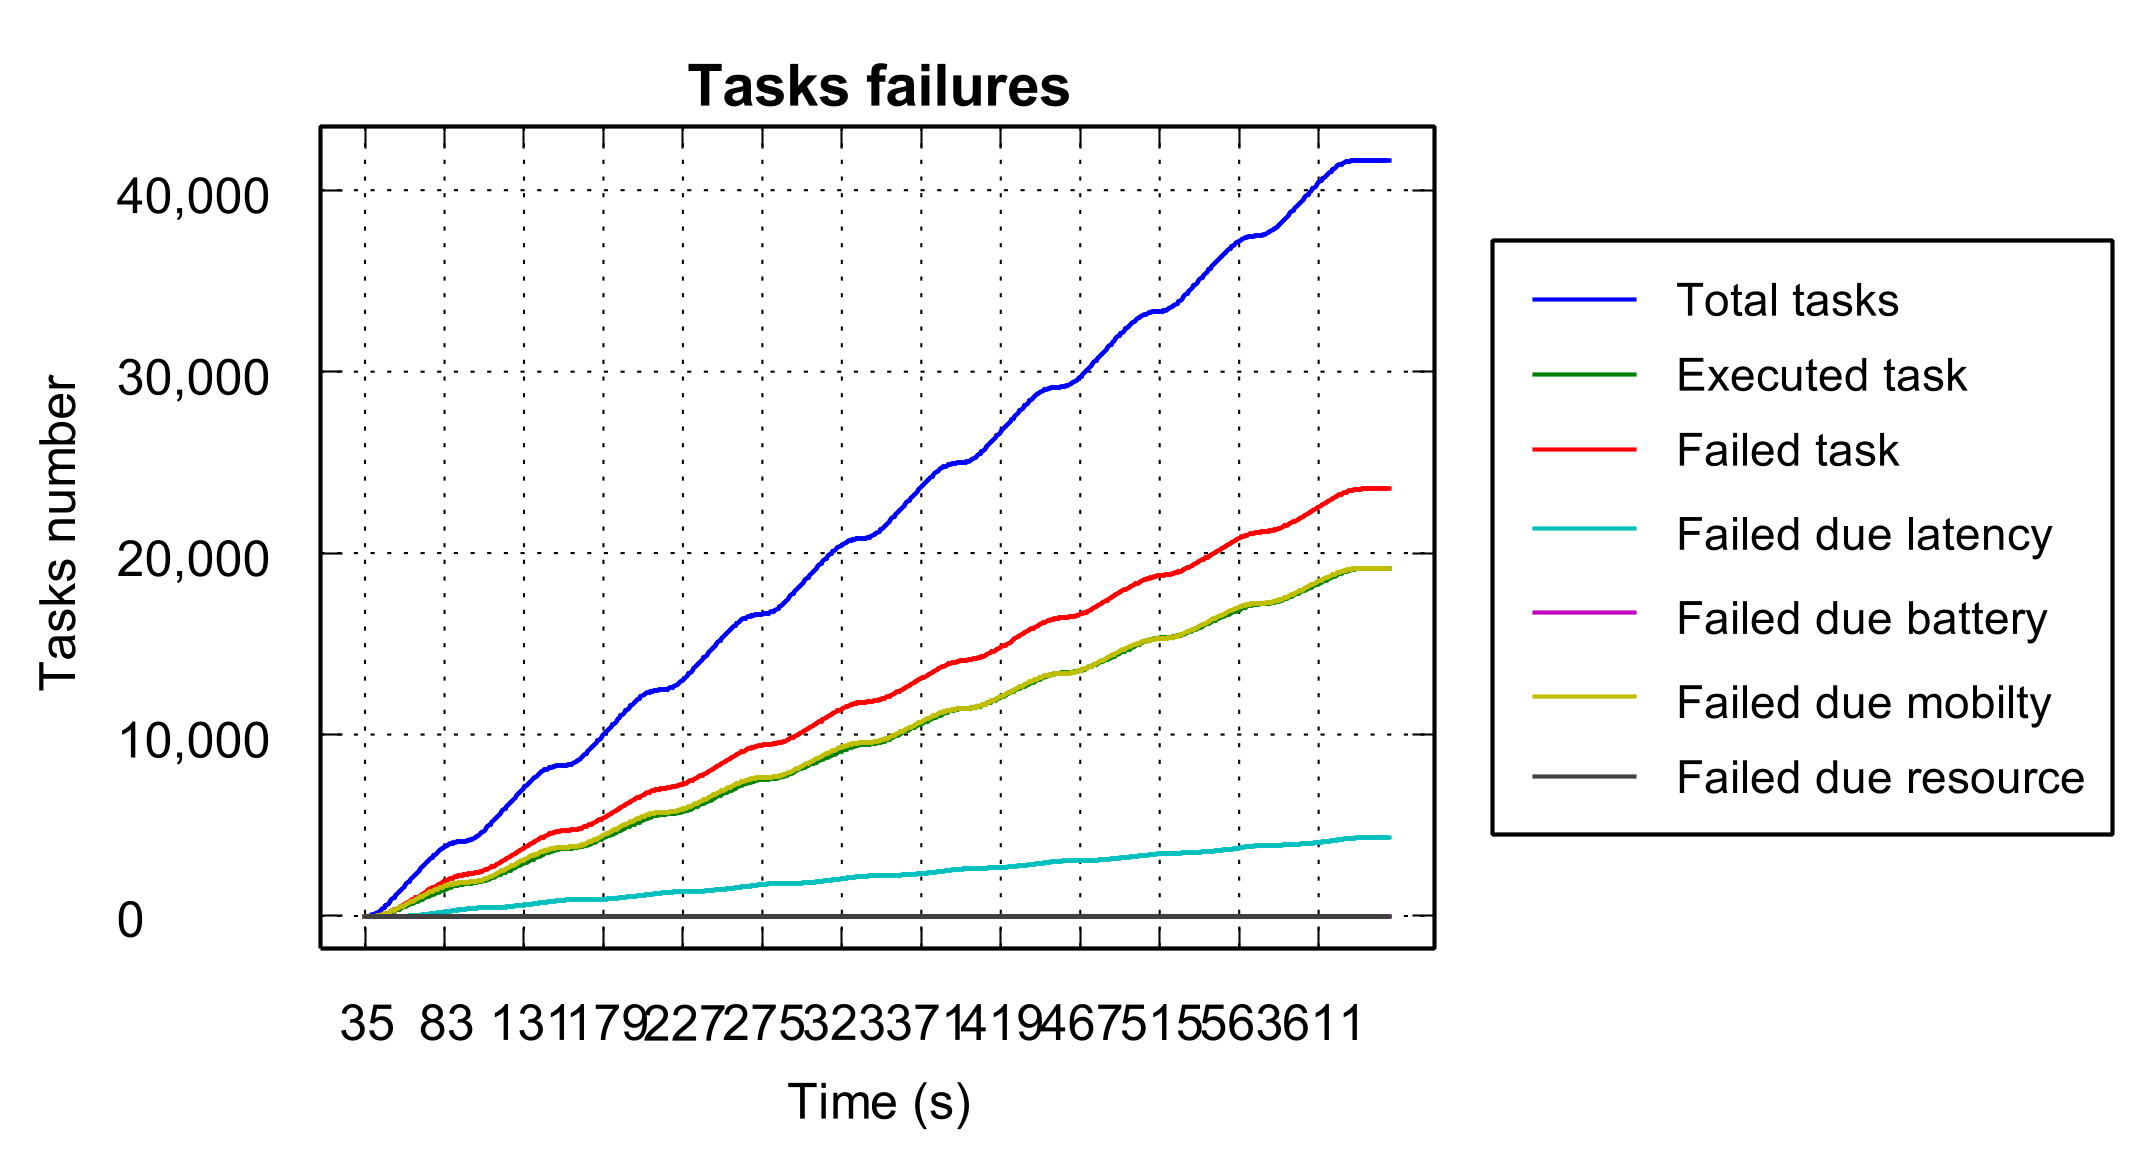 Tasks failures
40,000
30,000
20,000
10,000
0
Tasks number
35 83 131 179 227 275 323 371 419 467 515 563 611
Time (s)
Total tasks
Executed task
Failed task
Failed due latency
Failed due battery
Failed due mobilty
Failed due resource